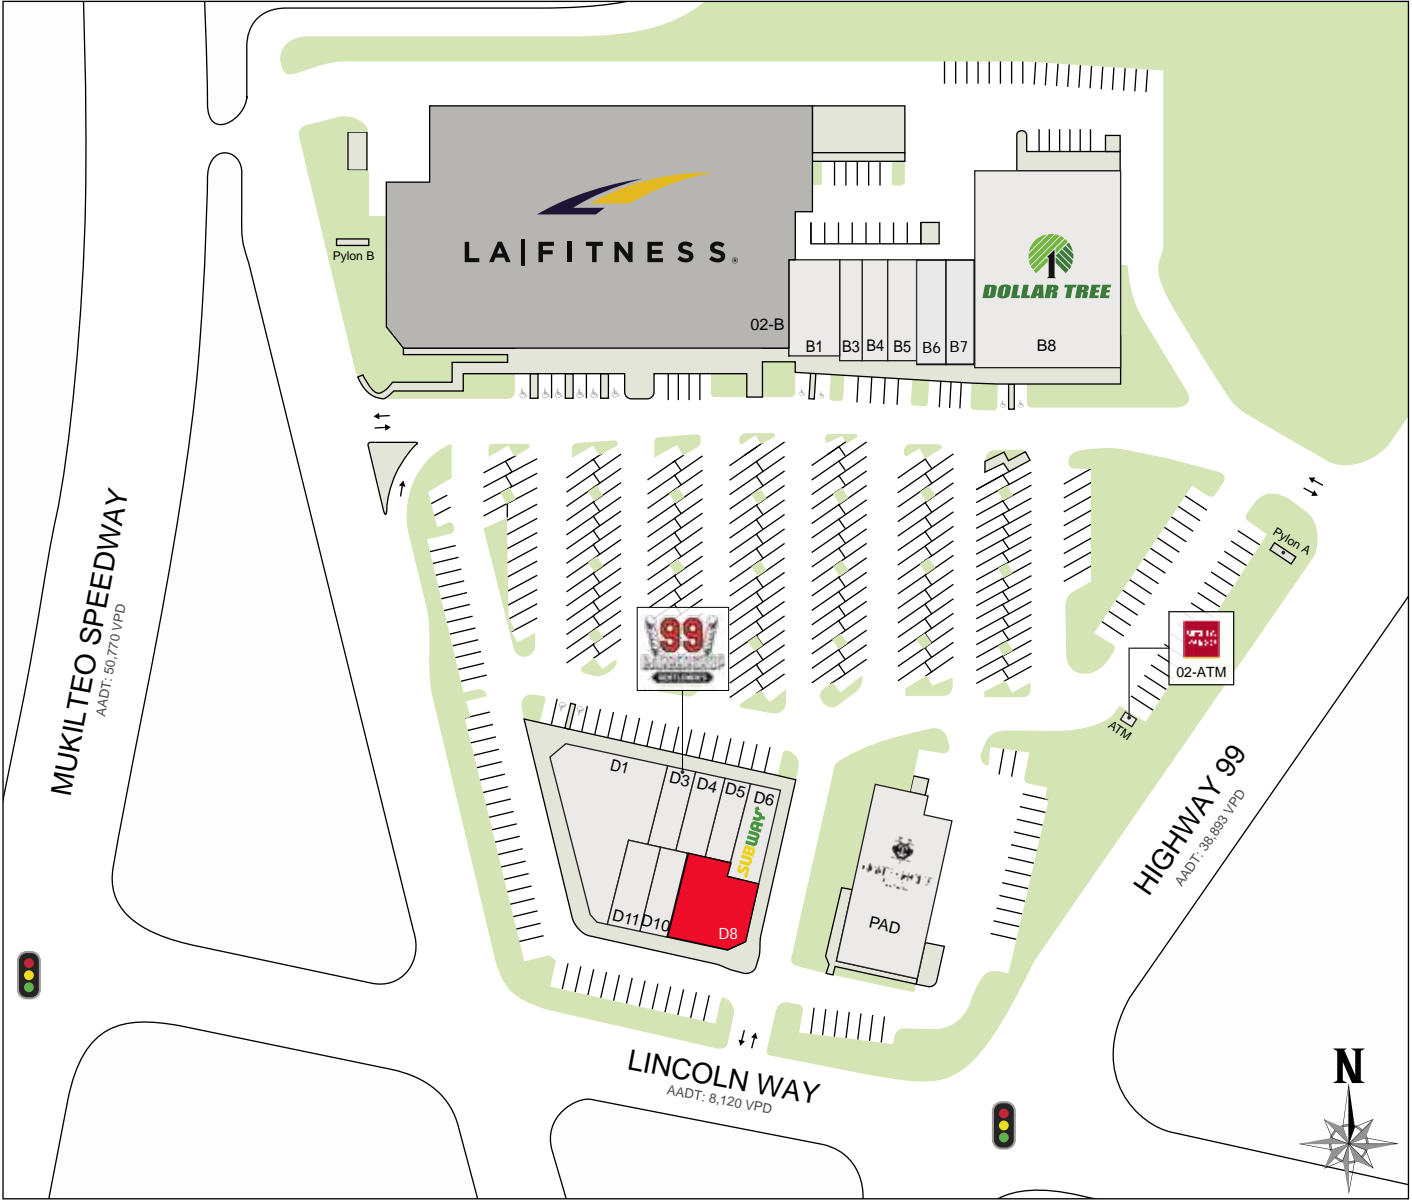 LA|FITNESS®
02-B
Pylon B
B1
B3
B4
B5
B6
B7
DOLLAR TREE
B8
MUKILTEO SPEEDWAY
AADT: 50,770 VPD
99
Pylon A
02-ATM
ATM
HIGHWAY 99
AADT: 38,893 VPD
D1
D3
D4
D5
D6
SUBWAY
D11
D10
D8
PAD
LINCOLN WAY
AADT: 8,120 VPD
N